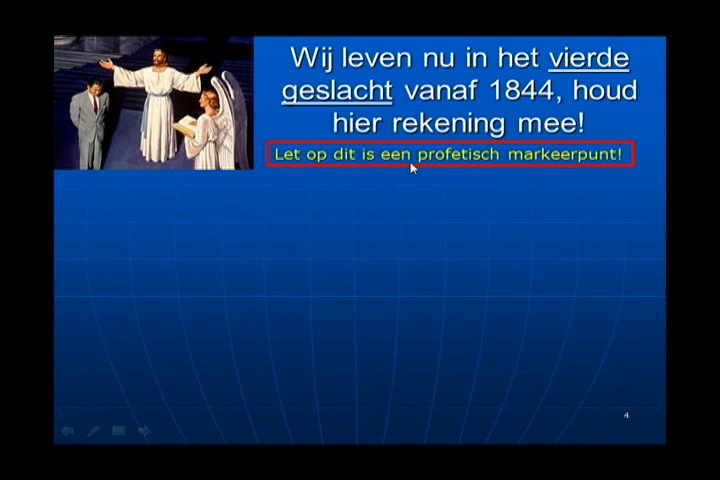 Wij leven nu in het vierde
geslacht vanaf 1844, houd
hier rekening mee!
Let op dit is een profetisch markeerpunt!
4